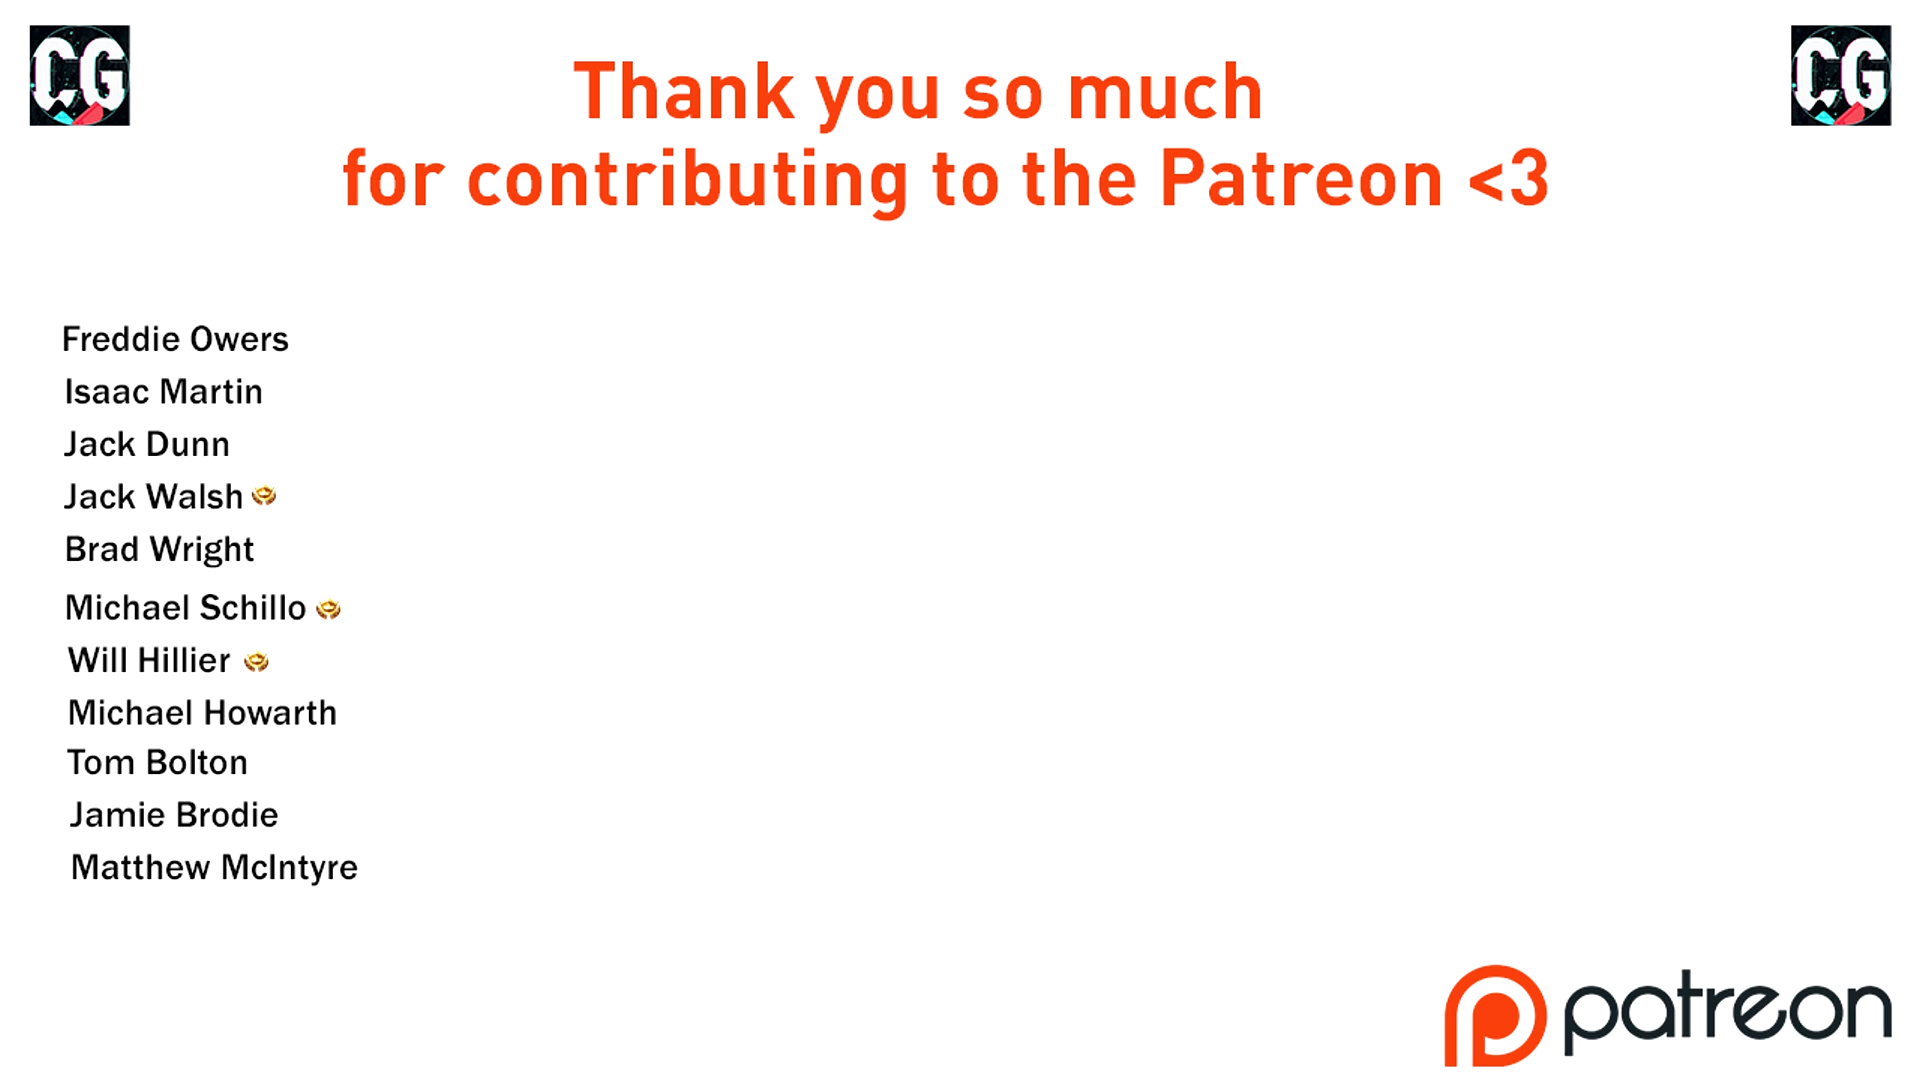 CG
CG
Thank you so much
for contributing to the Patreon <3
Freddie Owers
Isaac Martin
Jack Dunn
Jack Walsh
Brad Wright
Michael Schillo
Will Hillier
Michael Howarth
Tom Bolton
Jamie Brodie
Matthew McIntyre
patreon